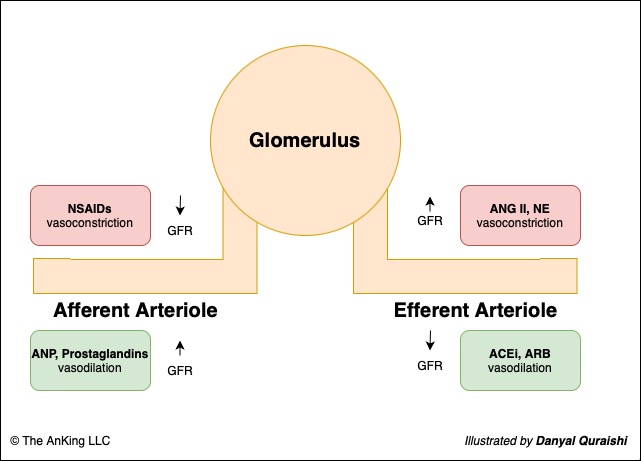 Glomerulus
NSAIDs
vasoconstriction
GFR
GFR
ANG II, NE
vasoconstriction
Afferent Arteriole
Efferent Arteriole
ANP, Prostaglandins
vasodilation
GFR
GFR
ACEi, ARB
vasodilation
© The AnKing LLC
Illustrated by Danyal Quraishi